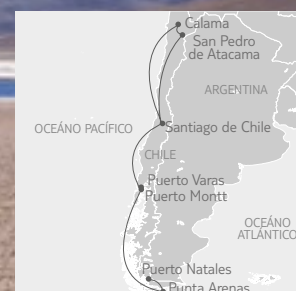 Calama
San Pedro
de Atacama
ARGENTINA
OCEÁNO PACÍFICO
Santiago de Chile
CHILE
Puerto Varas
Puerto Montt
OCEÁNO
ATLÁNTICO
Puerto Natales
Punta Arenas